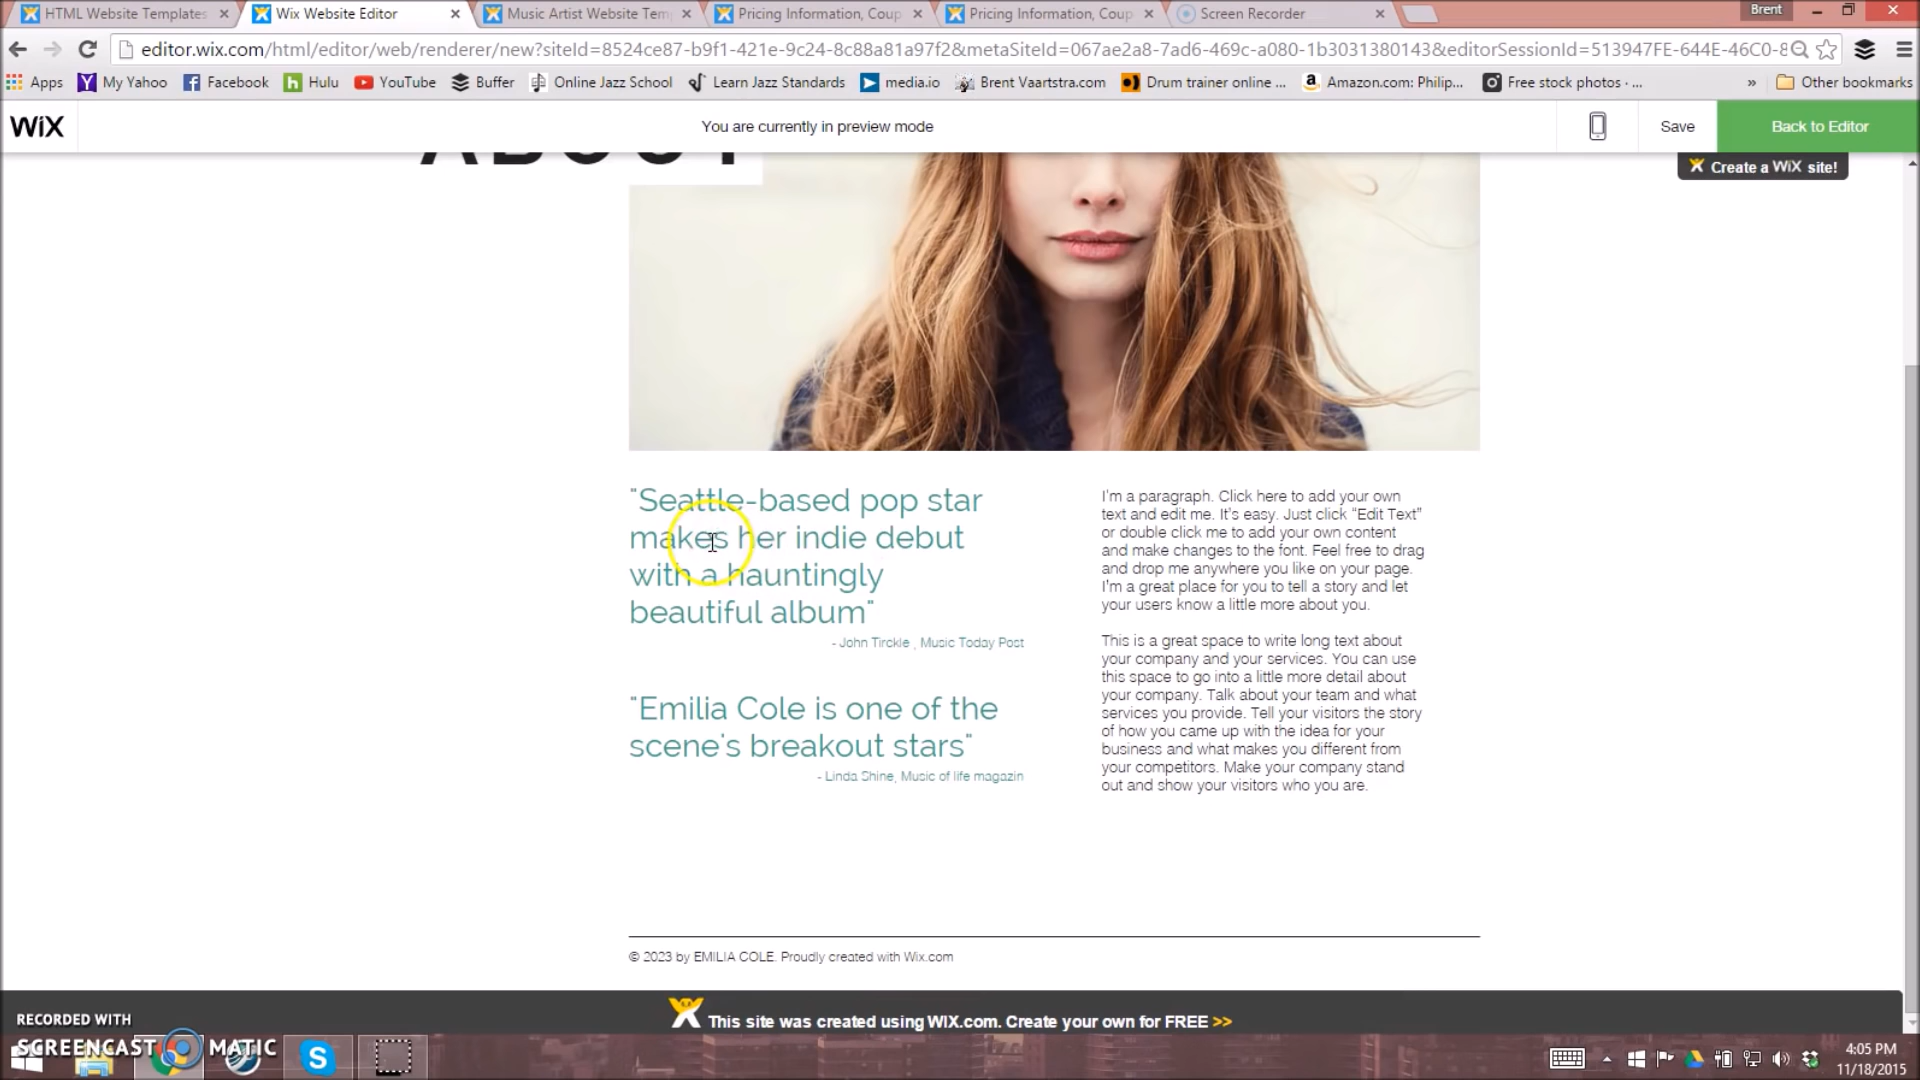 HTML Website Templates
Wix Website Editor
Music Artist Website Tem
Pricing Information, Coup
Pricing Information, Coup
Screen Recorder
Brent
editor.wix.com/html/editor/web/renderer/new?siteId=8524ce87-b9f1-421e-9c24-8c88a81a97f2&metaSiteId=067ae2a8-7ad6-469c-a080-1b3031380143&editorSessionId=513947FE-644E-46C0-8
Apps My Yahoo Facebook Hulu YouTube Buffer Online Jazz School Learn Jazz Standards media.io Brent Vaartstra.com Drum trainer online ... Amazon.com: Philip... Free stock photos · ... » Other bookmarks
WiX
You are currently in preview mode
Save
Back to Editor
Create a WiX site!
ABOUT
"Seattle-based pop star
makes her indie debut
with a hauntingly
beautiful album"
- John Tirckle , Music Today Post
"Emilia Cole is one of the
scene's breakout stars"
- Linda Shine, Music of life magazin
I'm a paragraph. Click here to add your own
text and edit me. It's easy. Just click “Edit Text”
or double click me to add your own content
and make changes to the font. Feel free to drag
and drop me anywhere you like on your page.
I'm a great place for you to tell a story and let
your users know a little more about you.
This is a great space to write long text about
your company and your services. You can use
this space to go into a little more detail about
your company. Talk about your team and what
services you provide. Tell your visitors the story
of how you came up with the idea for your
business and what makes you different from
your competitors. Make your company stand
out and show your visitors who you are.
© 2023 by EMILIA COLE. Proudly created with Wix.com
This site was created using WIX.com. Create your own for FREE >>
RECORDED WITH
SCREENCAST MATIC
4:05 PM
11/18/2015